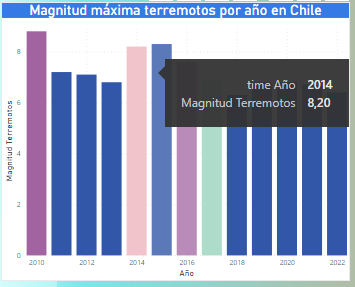 Magnitud máxima terremotos por año en Chile
8
6
4
2
0
Magnitud Terremotos
time Año 2014
Magnitud Terremotos 8,20
2010 2012 2014 2016 2018 2020 2022
Año